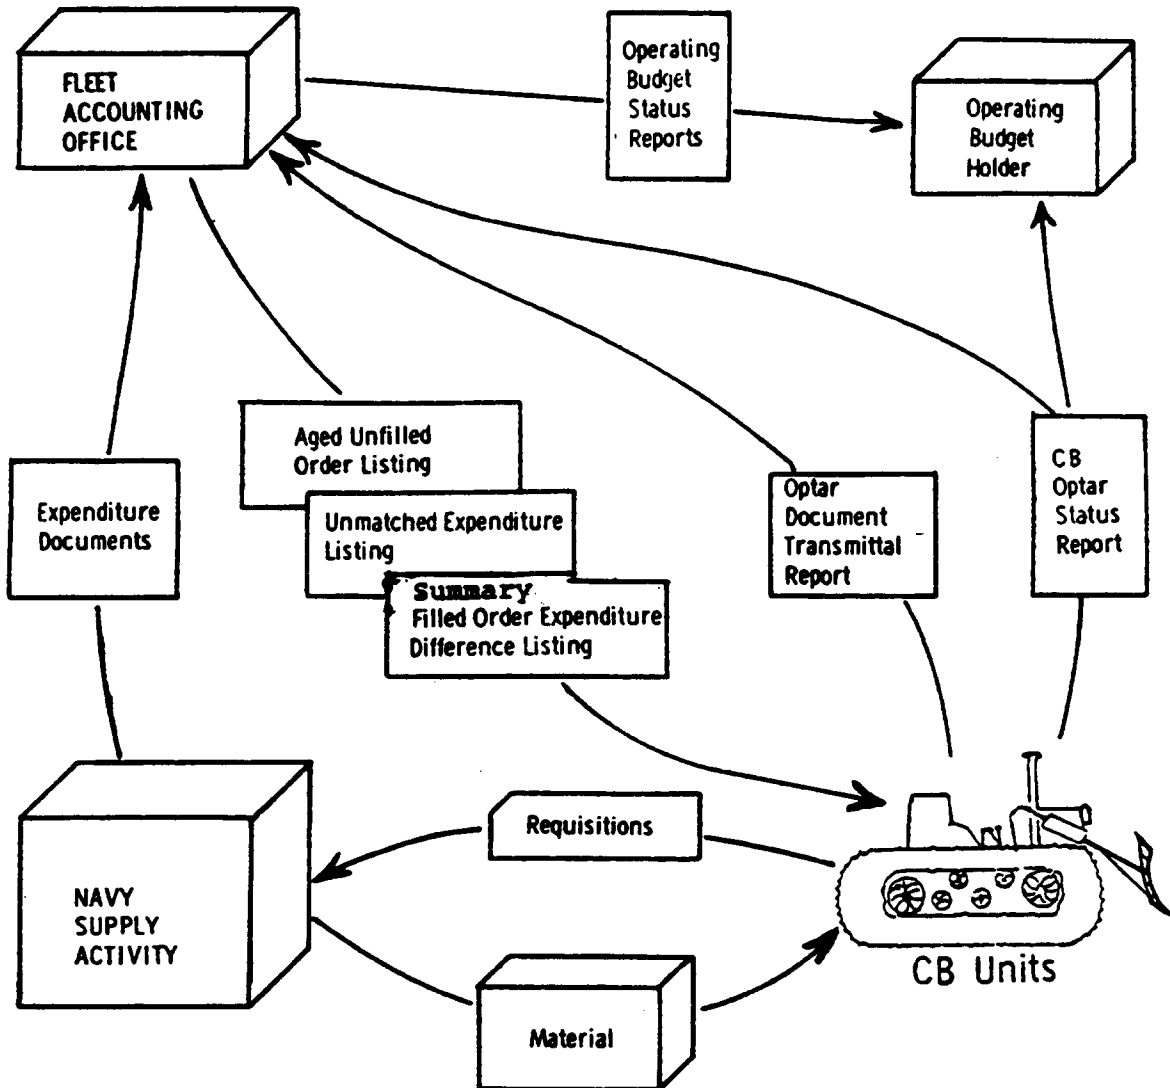 FLEET
ACCOUNTING
OFFICE
Operating
Budget
Status
Reports
Operating
Budget
Holder
Aged Unfilled
Order Listing
Unmatched Expenditure
Listing
Summary
Filled Order Expenditure
Difference Listing
Expenditure
Documents
Optar
Document
Transmittal
Report
CB
Optar
Status
Report
NAVY
SUPPLY
ACTIVITY
Requisitions
Material
CB Units